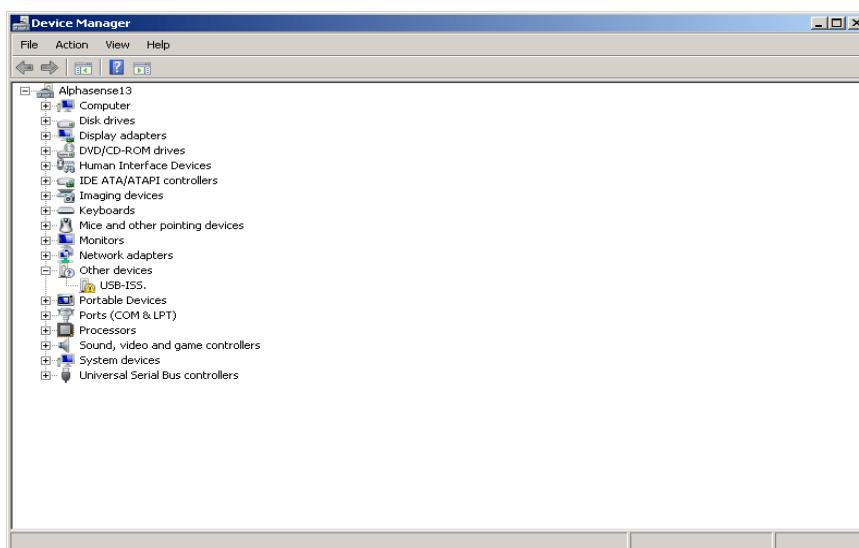 Device Manager
File Action View Help
Alphasense13
Computer
Disk drives
Display adapters
DVD/CD-ROM drives
Human Interface Devices
IDE ATA/ATAPI controllers
Imaging devices
Keyboards
Mice and other pointing devices
Monitors
Network adapters
Other devices
USB-ISS.
Portable Devices
Ports (COM & LPT)
Processors
Sound, video and game controllers
System devices
Universal Serial Bus controllers